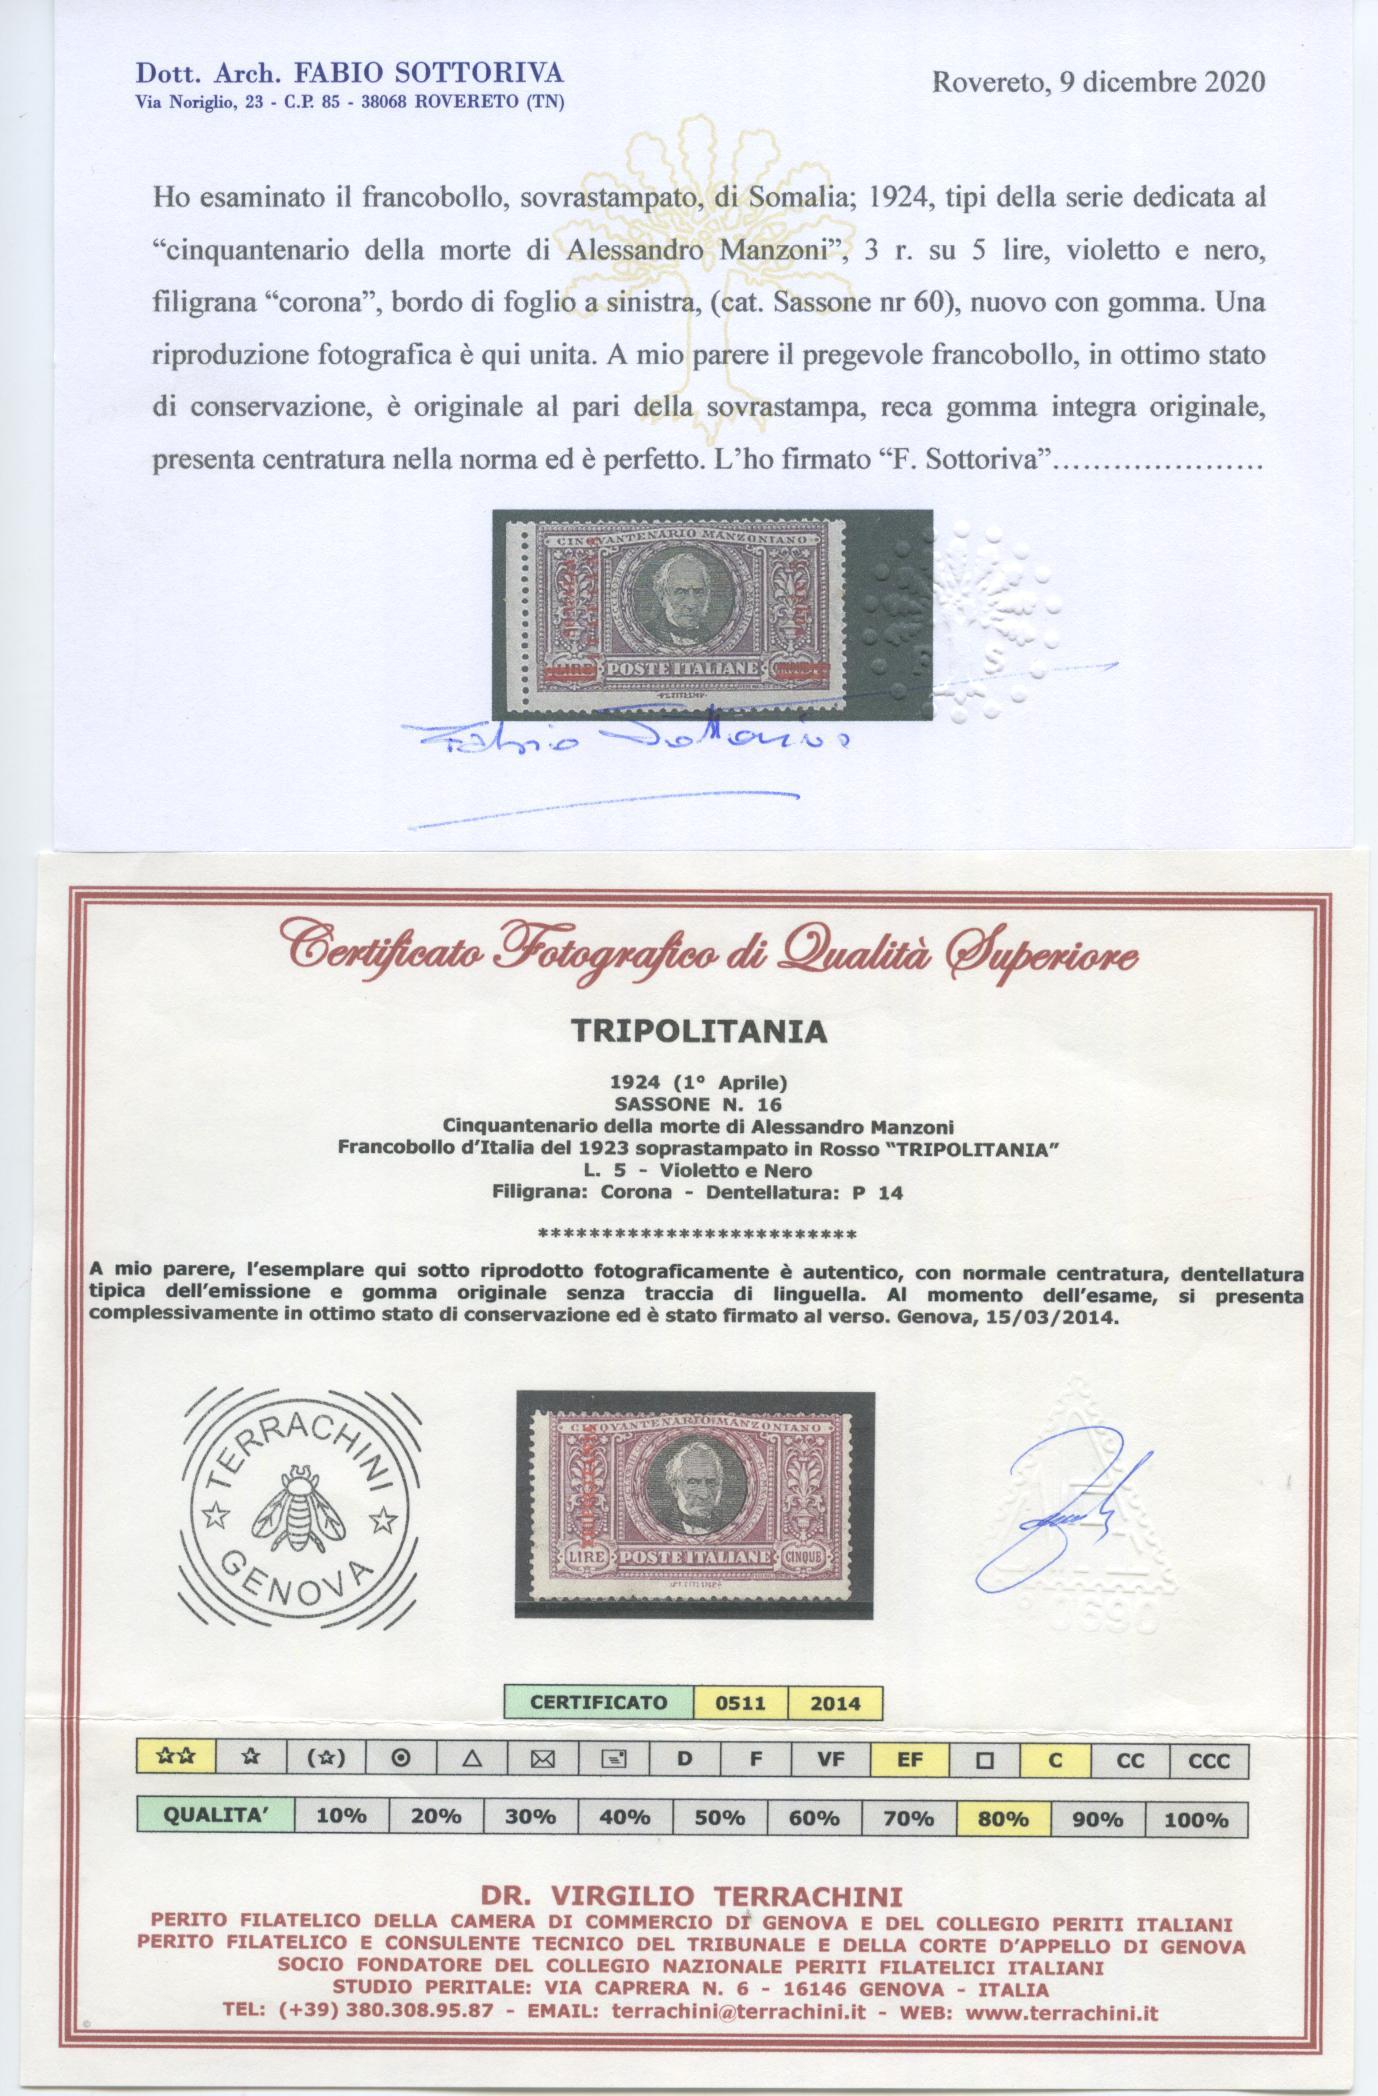 Dott. Arch. FABIO SOTTORIVA
Via Noriglio, 23 - C.P. 85 - 38068 ROVERETO (TN)
Rovereto, 9 dicembre 2020
Ho esaminato il francobollo, sovrastampato, di Somalia; 1924, tipi della serie dedicata al
“cinquantenario della morte di Alessandro Manzoni”, 3 r. su 5 lire, violetto e nero,
filigrana “corona”, bordo di foglio a sinistra, (cat. Sassone nr 60), nuovo con gomma. Una
riproduzione fotografica è qui unita. A mio parere il pregevole francobollo, in ottimo stato
di conservazione, è originale al pari della sovrastampa, reca gomma integra originale,
presenta centratura nella norma ed è perfetto. L’ho firmato “F. Sottoriva”.....................
CINQVANTENARIO MANZONIANO
LIRE POSTE ITALIANE
Fabio Sottoriva
Certificato Fotografico di Qualità Superiore
TRIPOLITANIA
1924 (1° Aprile)
SASSONE N. 16
Cinquantenario della morte di Alessandro Manzoni
Francobollo d’Italia del 1923 soprastampato in Rosso “TRIPOLITANIA”
L. 5 - Violetto e Nero
Filigrana: Corona - Dentellatura: P 14
*************************
A mio parere, l’esemplare qui sotto riprodotto fotograficamente è autentico, con normale centratura, dentellatura
tipica dell’emissione e gomma originale senza traccia di linguella. Al momento dell’esame, si presenta
complessivamente in ottimo stato di conservazione ed è stato firmato al verso. Genova, 15/03/2014.
TERRACHINI
GENOVA
CINQVANTENARIO MANZONIANO
TRIPOLITANIA
LIRE POSTE ITALIANE CINQUE
0690
CERTIFICATO 0511 2014
D F VF EF C CC CCC
QUALITA’ 10% 20% 30% 40% 50% 60% 70% 80% 90% 100%
DR. VIRGILIO TERRACHINI
PERITO FILATELICO DELLA CAMERA DI COMMERCIO DI GENOVA E DEL COLLEGIO PERITI ITALIANI
PERITO FILATELICO E CONSULENTE TECNICO DEL TRIBUNALE E DELLA CORTE D’APPELLO DI GENOVA
SOCIO FONDATORE DEL COLLEGIO NAZIONALE PERITI FILATELICI ITALIANI
STUDIO PERITALE: VIA CAPRERA N. 6 - 16146 GENOVA - ITALIA
TEL: (+39) 380.308.95.87 - EMAIL: terrachini@terrachini.it - WEB: www.terrachini.it